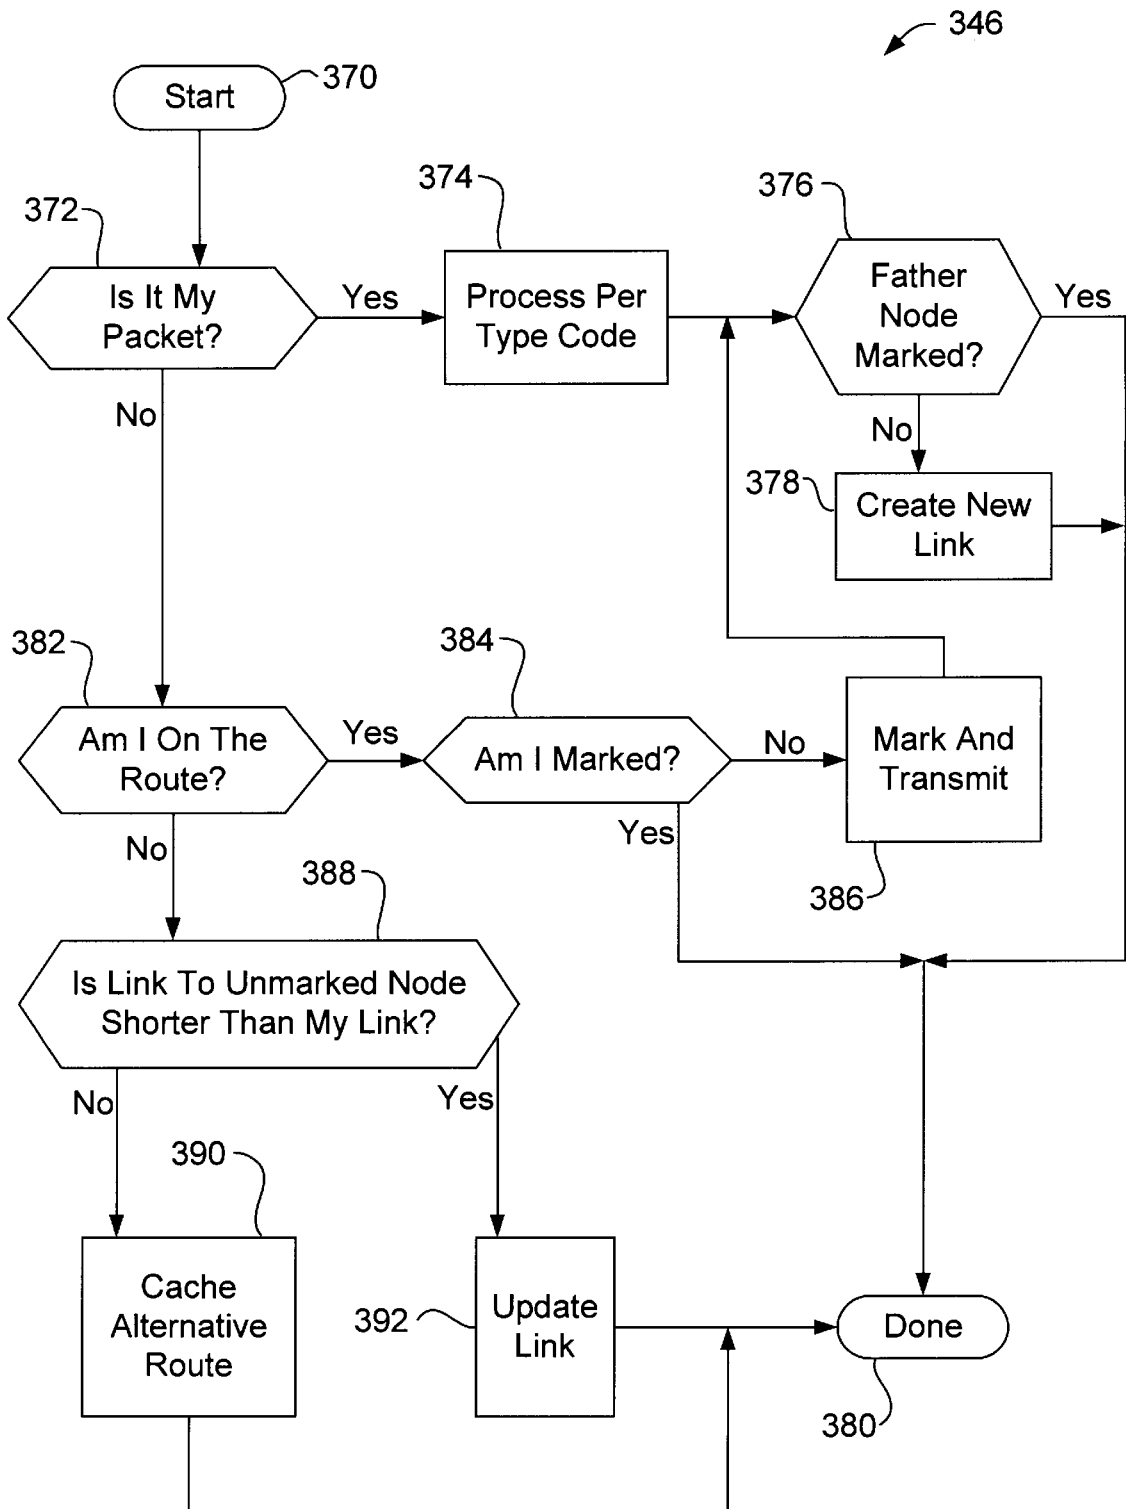 346
370
Start
372
374
376
Is It My
Packet?
Yes
Process Per
Type Code
Father
Node
Marked?
Yes
No
No
378
Create New
Link
382
384
Am I On The
Route?
Yes
Am I Marked?
No
Mark And
Transmit
No
Yes
386
388
Is Link To Unmarked Node
Shorter Than My Link?
No
Yes
390
Cache
Alternative
Route
392
Update
Link
Done
380